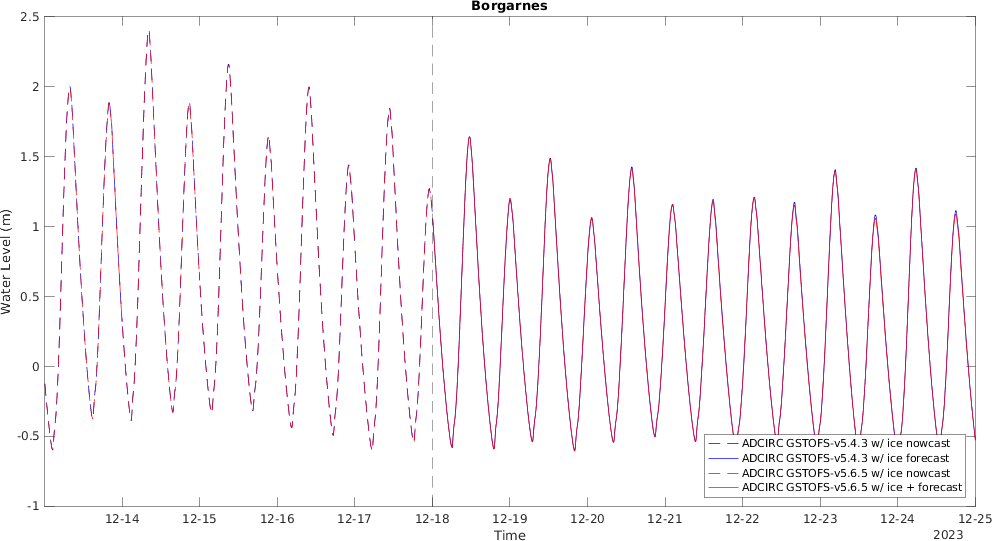 Borgarnes
2.5
2
1.5
1
0.5
0
-0.5
-1
Water Level (m)
12-14 12-15 12-16 12-17 12-18 12-19 12-20 12-21 12-22 12-23 12-24 12-25
Time
2023
ADCIRC GSTOFS-v5.4.3 w/ ice nowcast
ADCIRC GSTOFS-v5.4.3 w/ ice forecast
ADCIRC GSTOFS-v5.6.5 w/ ice nowcast
ADCIRC GSTOFS-v5.6.5 w/ ice + forecast